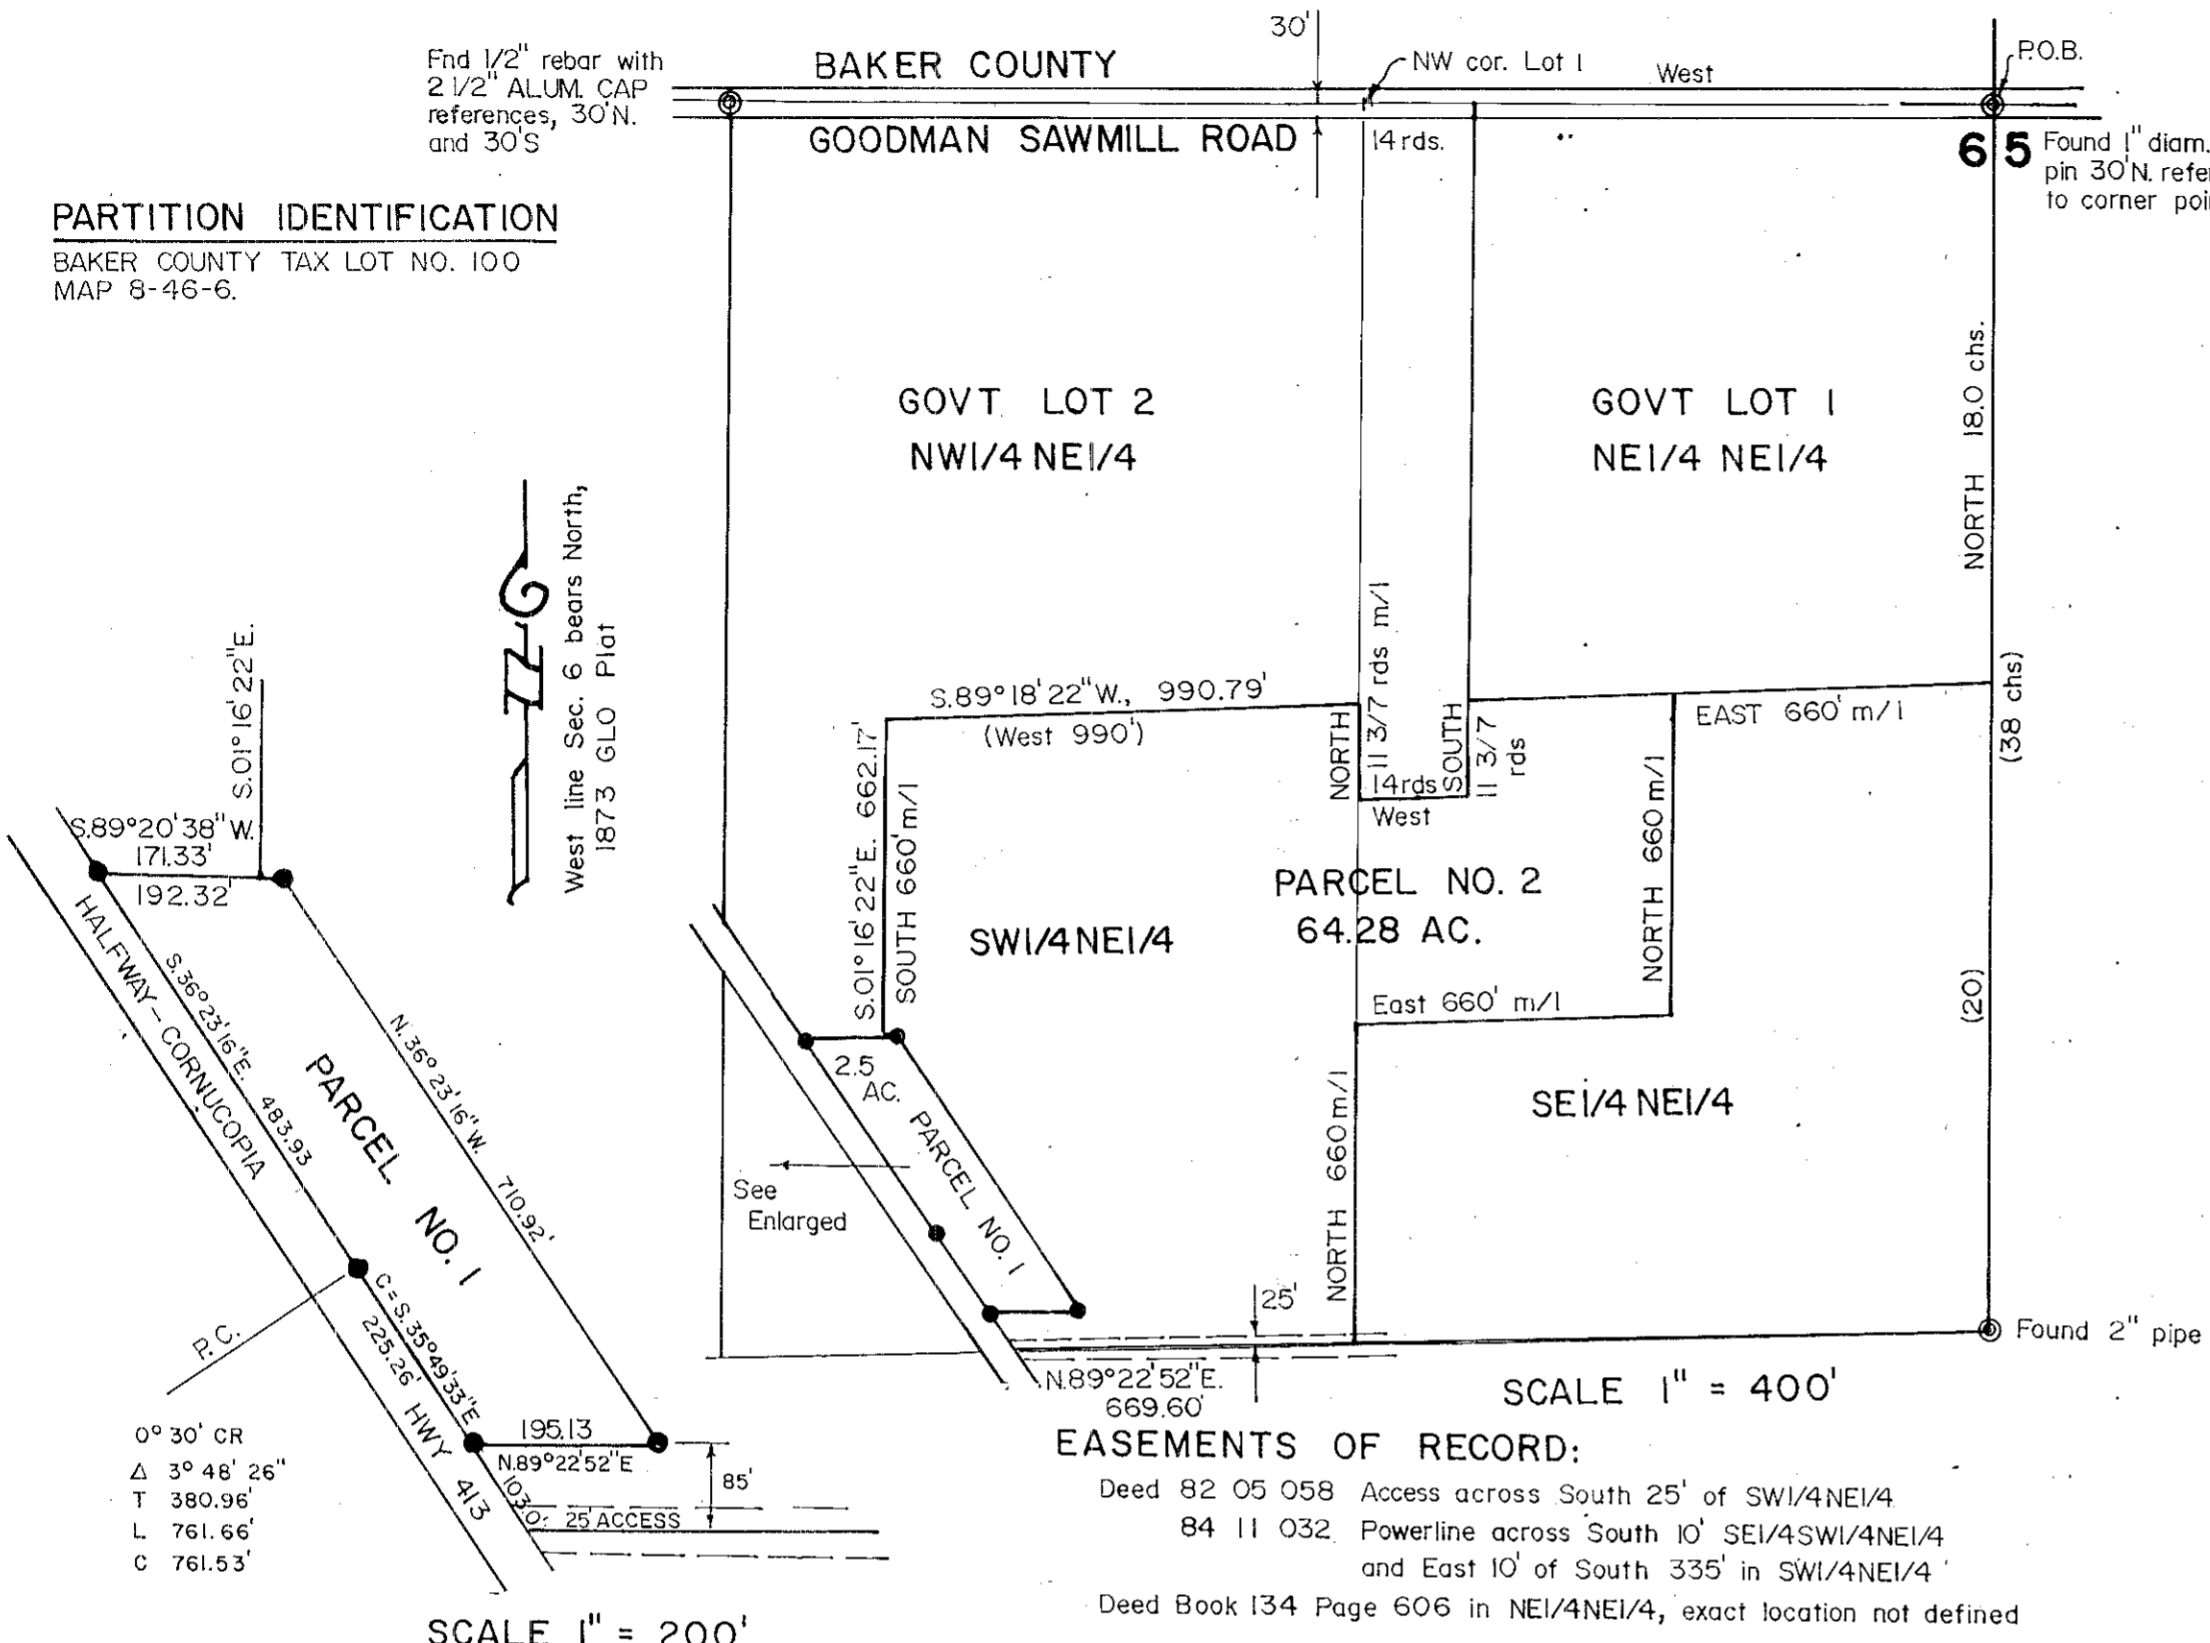 Fnd 1/2" rebar with
2 1/2" ALUM. CAP
references, 30'N.
and 30'S
BAKER COUNTY
30'
NW cor. Lot 1
West
P.O.B.
GOODMAN SAWMILL ROAD
14 rds.
6 5
Found 1" diam.
pin 30'N.
to corner
PARTITION IDENTIFICATION
BAKER COUNTY TAX LOT NO. 100
MAP 8-46-6.
GOVT LOT 2
NW1/4 NE1/4
GOVT LOT 1
NE1/4 NE1/4
NORTH 18.0 chs.
(38 chs)
(20)
West line Sec. 6 bears North,
1873 GLO Plat
S.89°18'22"W., 990.79'
(West 990')
NORTH
11 3/7 rds m/l
SOUTH
11 3/7
rds
14rds
West
EAST 660' m/l
NORTH 660 m/l
S.01°16'22"E. 662.17'
SOUTH 660' m/l
PARCEL NO. 2
64.28 AC.
SW1/4NE1/4
East 660' m/l
SE1/4 NE1/4
NORTH 660 m/l
2.5
AC.
PARCEL NO. 1
See
Enlarged
25'
N.89°22'52"E.
669.60'
Found 2" pipe
SCALE 1" = 400'
S.01°16'22"E.
S.89°20'38"W.
171.33'
192.32'
HALFWAY - CORNUCOPIA
HWY 413
S.36°23'16"E. 483.93
PARCEL NO. 1
N.36°23'16"W. 710.92'
C = S.35°49'33"E
225.26'
P.C.
195.13
N.89°22'52"E
103.0'
85'
25' ACCESS
0° 30' CR
Δ 3° 48' 26"
T 380.96'
L 761.66'
C 761.53'
SCALE 1" = 200'
EASEMENTS OF RECORD:
Deed 82 05 058 Access across South 25' of SW1/4NE1/4
84 11 032 Powerline across South 10' SE1/4SW1/4NE1/4
and East 10' of South 335' in SW1/4NE1/4
Deed Book 134 Page 606 in NE1/4NE1/4, exact location not defined